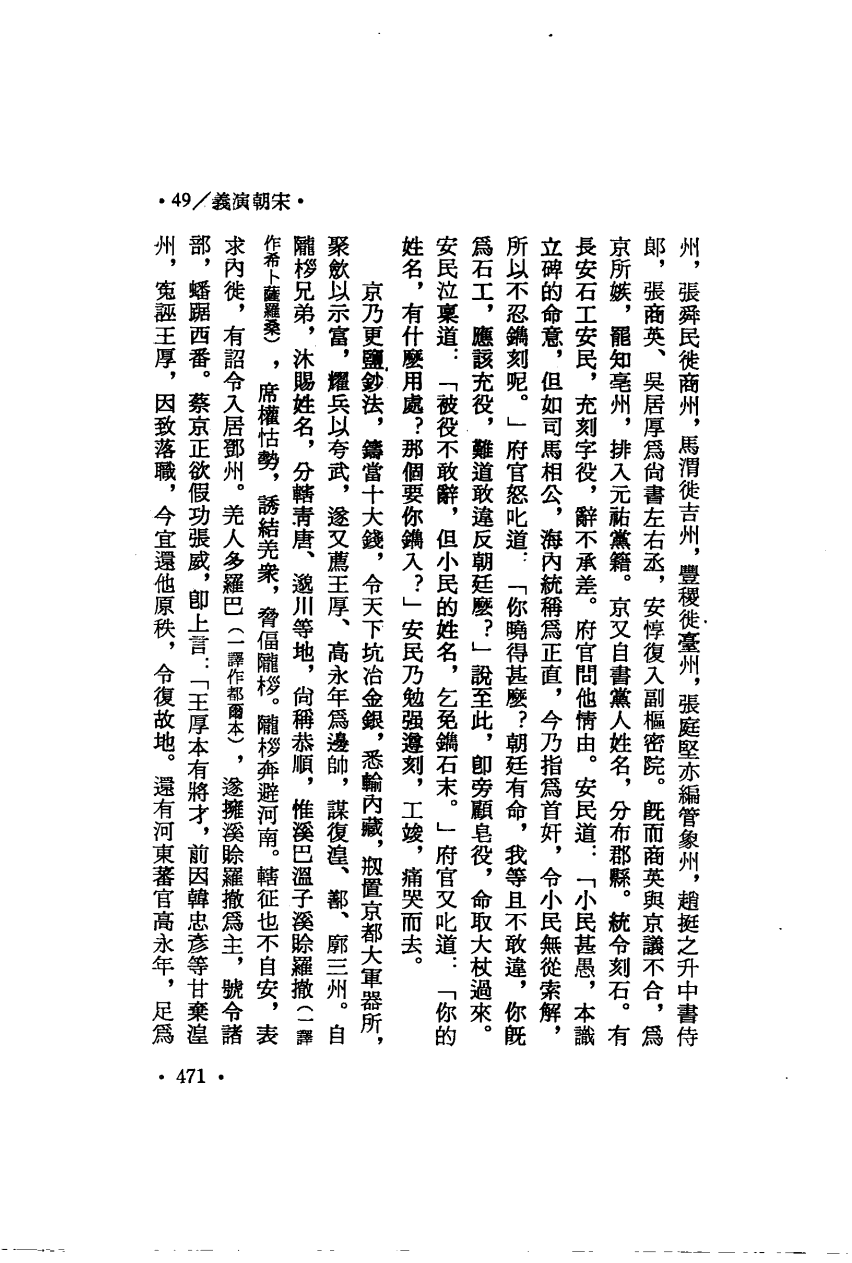 ·宋朝演義/49·
州，張舜民徙商州，馬渭徙吉州，豐稷徙臺州，張庭堅亦編管象州，趙挺之升中書侍
郎，張商英、吳居厚爲尚書左右丞，安惇復入副樞密院。既而商英與京議不合，爲
京所嫉，罷知亳州，排入元祐黨籍。京又自書黨人姓名，分布郡縣。統令刻石。有
長安石工安民，充刻字役，辭不承差。府官問他情由。安民道：「小民甚愚，本識
立碑的命意，但如司馬相公，海內統稱爲正直，今乃指爲首奸，令小民無從索解，
所以不忍鐫刻呢。」府官怒叱道：「你曉得甚麼？朝廷有命，我等且不敢違，你既
爲石工，應該充役，難道敢違反朝廷麼？」說至此，即旁顧皂役，命取大杖過來。
安民泣稟道：「被役不敢辭，但小民的姓名，乞免鐫石末。」府官又叱道：「你的
姓名，有什麼用處？那個要你鐫入？」安民乃勉强遵刻，工竣，痛哭而去。
京乃更鹽鈔法，鑄當十大錢，令天下坑冶金銀，悉輸內藏，剏置京都大軍器所，
聚斂以示富，耀兵以夸武，遂又薦王厚、高永年爲邊帥，謀復湟、鄯、廓三州。自
隴拶兄弟，沐賜姓名，分轄青唐、邈川等地，尚稱恭順，惟溪巴溫子溪賒羅撒（一譯
作希卜薩羅桑），席權怙勢，誘結羌衆，脅偪隴拶。隴拶奔避河南。轄征也不自安，表
求內徙，有詔令入居鄧州。羌人多羅巴（一譯作都爾本），遂擁溪賒羅撒爲主，號令諸
部，蟠踞西番。蔡京正欲假功張威，即上言：「王厚本有將才，前因韓忠彥等甘棄湟
州，寃誣王厚，因致落職，今宜還他原秩，令復故地。還有河東蕃官高永年，足爲
·471·